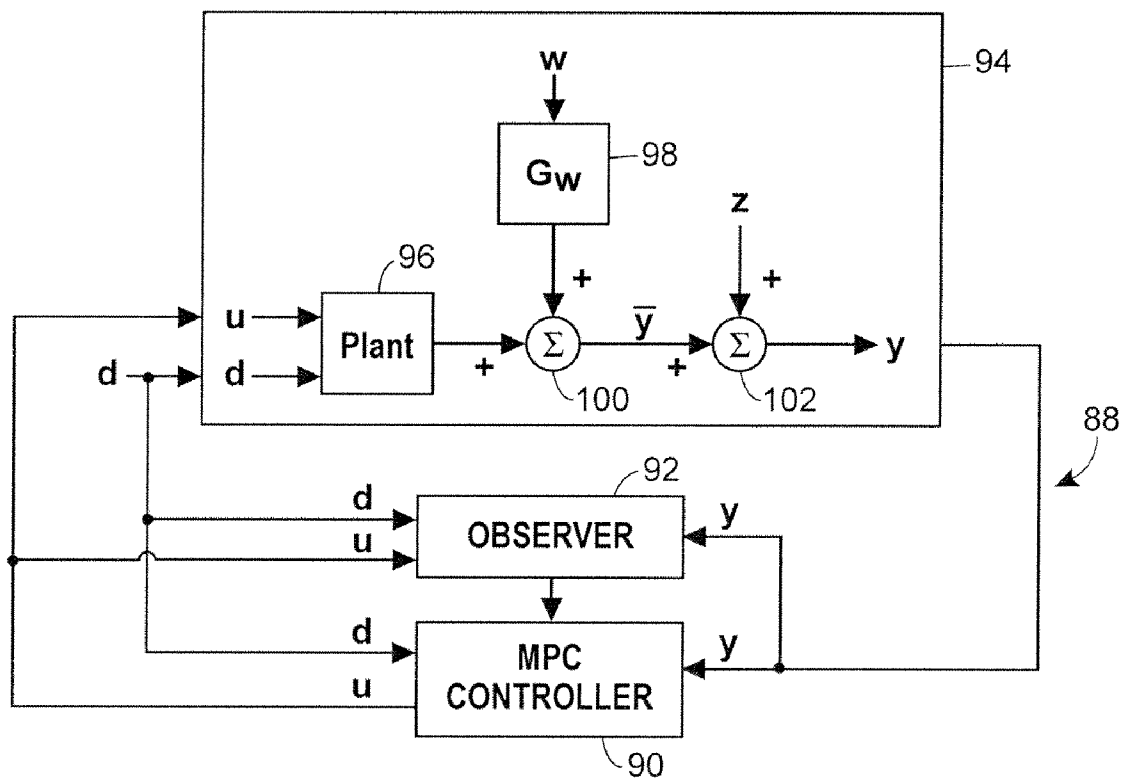 94
w
Gw
98
z
96
+
+
u
Plant
Σ
ȳ
Σ
y
d
d
+
+
100
102
88
92
d
OBSERVER
y
u
d
MPC
CONTROLLER
y
u
90